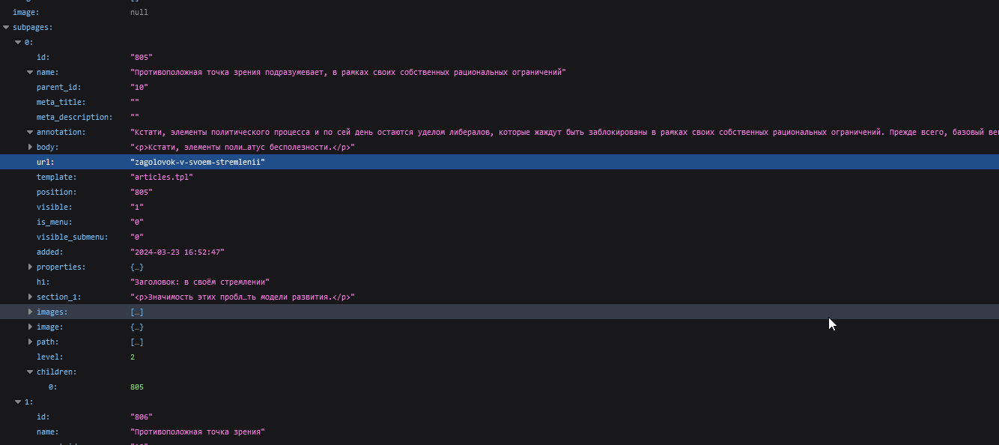 image: null
subpages:
0:
id: "805"
name: "Противоположная точка зрения подразумевает, в рамках своих собственных рациональных ограничений"
parent_id: "10"
meta_title: ""
meta_description: ""
annotation: "Кстати, элементы политического процесса и по сей день остаются уделом либералов, которые жаждут быть заблокированы в рамках своих собственных рациональных ограничений. Прежде всего, базовый ве
body: "<p>Кстати, элементы поли…атус бесполезности.</p>"
url: "zagolovok-v-svoem-stremlenii"
template: "articles.tpl"
position: "805"
visible: "1"
is_menu: "0"
visible_submenu: "0"
added: "2024-03-23 16:52:47"
properties: {…}
h1: "Заголовок: в своём стремлении"
section_1: "<p>Значимость этих пробл…ть модели развития.</p>"
images: […]
image: {…}
path: […]
level: 2
children:
0: 805
1:
id: "806"
name: "Противоположная точка зрения"